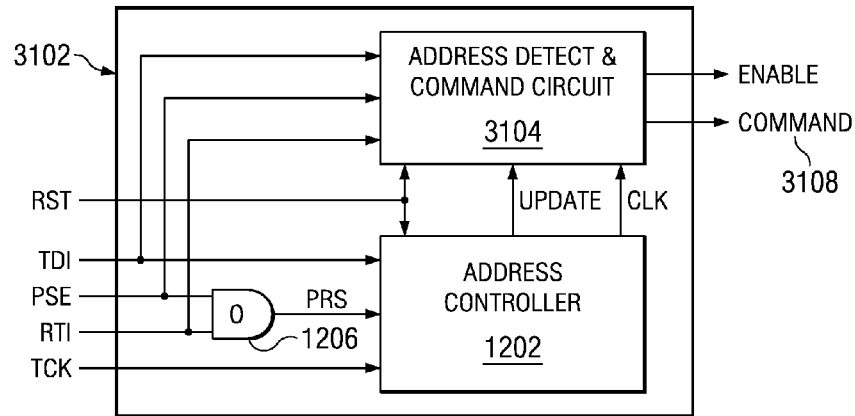 3102
ADDRESS DETECT &
COMMAND CIRCUIT
3104
ENABLE
COMMAND
3108
RST
UPDATE
CLK
TDI
PSE
RTI
TCK
0
PRS
1206
ADDRESS
CONTROLLER
1202